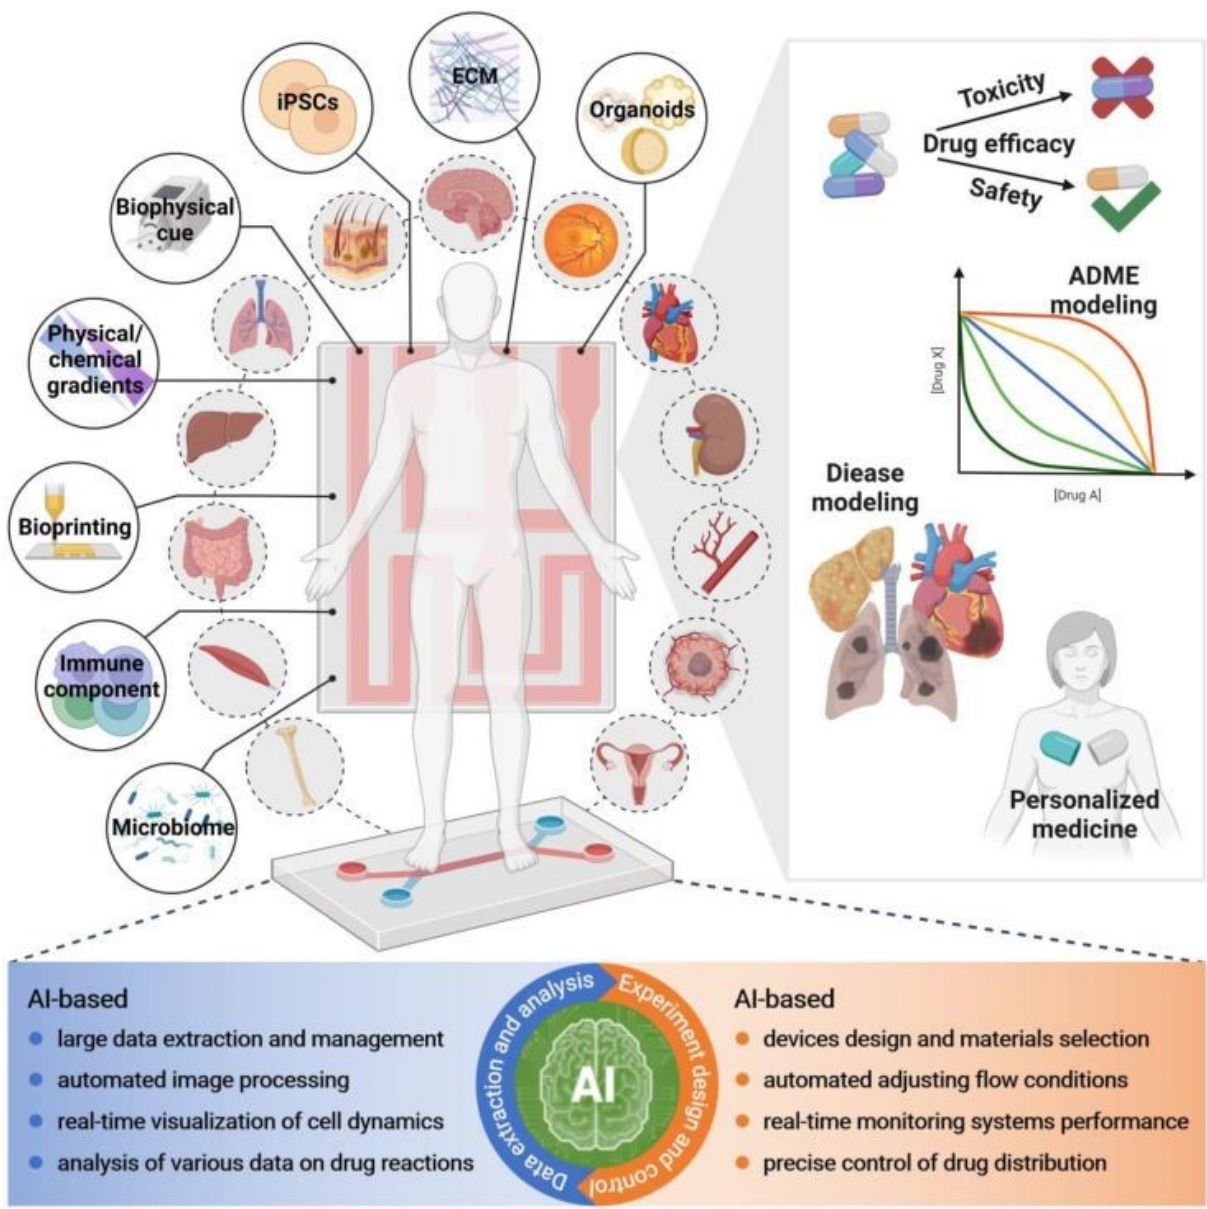 ECM
iPSCs
Organoids
Biophysical
cue
Physical/
chemical
gradients
Bioprinting
Immune
component
Microbiome
Toxicity
Drug efficacy
Safety
ADME
modeling
[Drug X]
[Drug A]
Diease
modeling
Personalized
medicine
AI-based
large data extraction and management
automated image processing
real-time visualization of cell dynamics
analysis of various data on drug reactions
Data extraction and analysis
AI
Experiment design and control
AI-based
devices design and materials selection
automated adjusting flow conditions
real-time monitoring systems performance
precise control of drug distribution